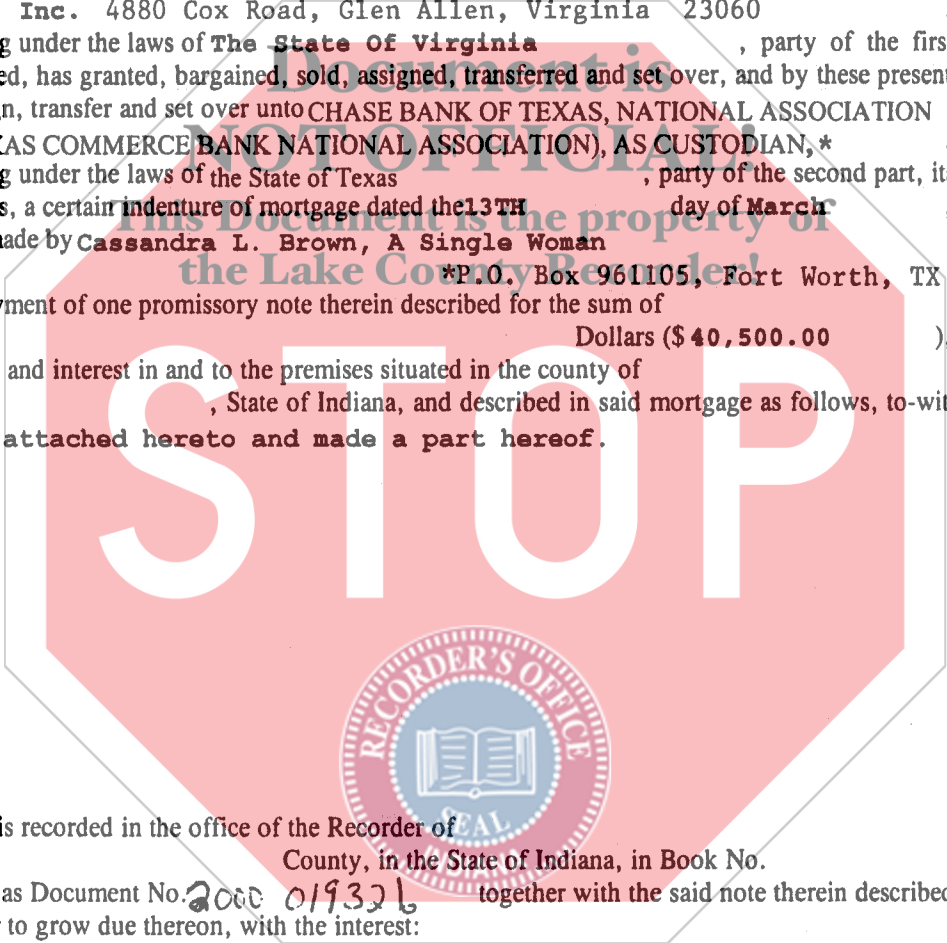 Inc. 4880 Cox Road, Glen Allen, Virginia 23060
g under the laws of The State Of Virginia , party of the firs
ed, has granted, bargained, sold, assigned, transferred and set over, and by these present
Document is
n, transfer and set over unto CHASE BANK OF TEXAS, NATIONAL ASSOCIATION
NOT OFFICIAL!
AS COMMERCE BANK NATIONAL ASSOCIATION), AS CUSTODIAN,*
g under the laws of the State of Texas , party of the second part, it
s, a certain indenture of mortgage dated the 13TH day of March
This Document is the property of
ade by Cassandra L. Brown, A Single Woman
the Lake County Recorder!
*P.O. Box 961105, Fort Worth, TX
ment of one promissory note therein described for the sum of
Dollars ($ 40,500.00 ),
and interest in and to the premises situated in the county of
, State of Indiana, and described in said mortgage as follows, to-wit
attached hereto and made a part hereof.
STOP
RECORDER'S OFFICE
SEAL
INDIANA
is recorded in the office of the Recorder of
County, in the State of Indiana, in Book No.
as Document No. 2000 019326 together with the said note therein described
to grow due thereon, with the interest: